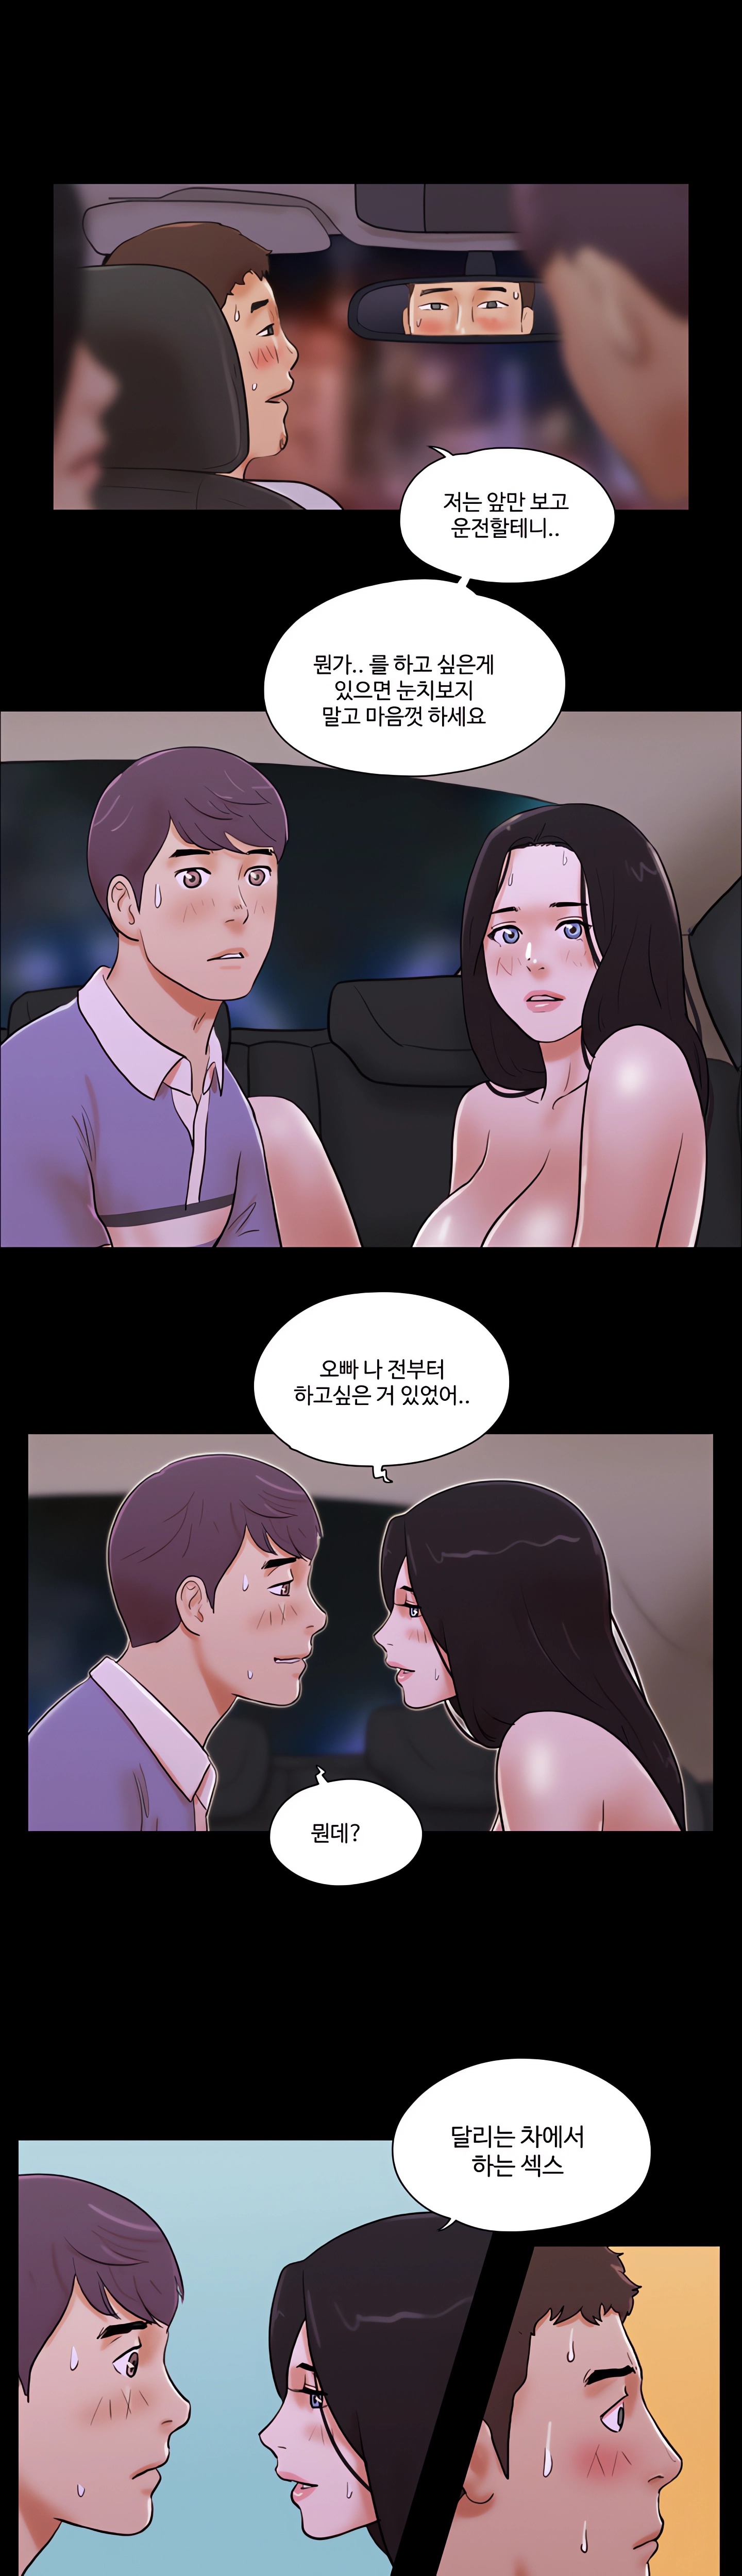 저는 앞만 보고
운전할테니..
뭔가.. 를 하고 싶은게
있으면 눈치보지
말고 마음껏 하세요
오빠 나 전부터
하고싶은 거 있었어..
뭔데?
달리는 차에서
하는 섹스